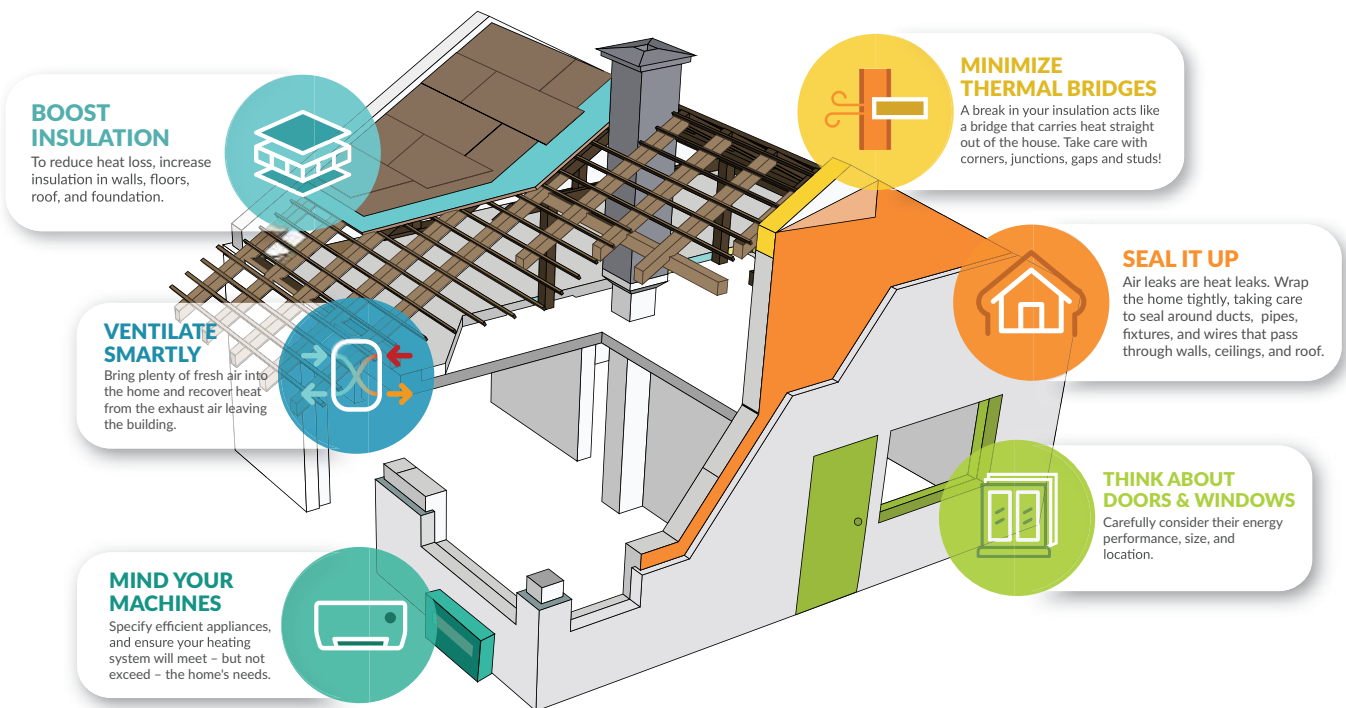 BOOST
INSULATION
To reduce heat loss, increase
insulation in walls, floors,
roof, and foundation.
MINIMIZE
THERMAL BRIDGES
A break in your insulation acts like
a bridge that carries heat straight
out of the house. Take care with
corners, junctions, gaps and studs!
SEAL IT UP
Air leaks are heat leaks. Wrap
the home tightly, taking care
to seal around ducts, pipes,
fixtures, and wires that pass
through walls, ceilings, and roof.
VENTILATE
SMARTLY
Bring plenty of fresh air into
the home and recover heat
from the exhaust air leaving
the building.
THINK ABOUT
DOORS & WINDOWS
Carefully consider their energy
performance, size, and
location.
MIND YOUR
MACHINES
Specify efficient appliances,
and ensure your heating
system will meet – but not
exceed – the home's needs.